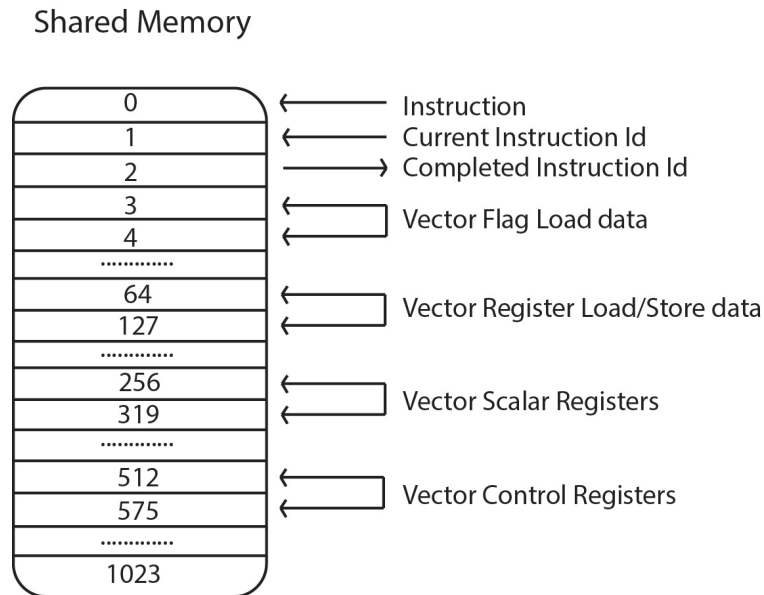 Shared Memory
0
Instruction
1
Current Instruction Id
2
Completed Instruction Id
3
Vector Flag Load data
4
.............
64
Vector Register Load/Store data
127
.............
256
Vector Scalar Registers
319
.............
512
Vector Control Registers
575
.............
1023